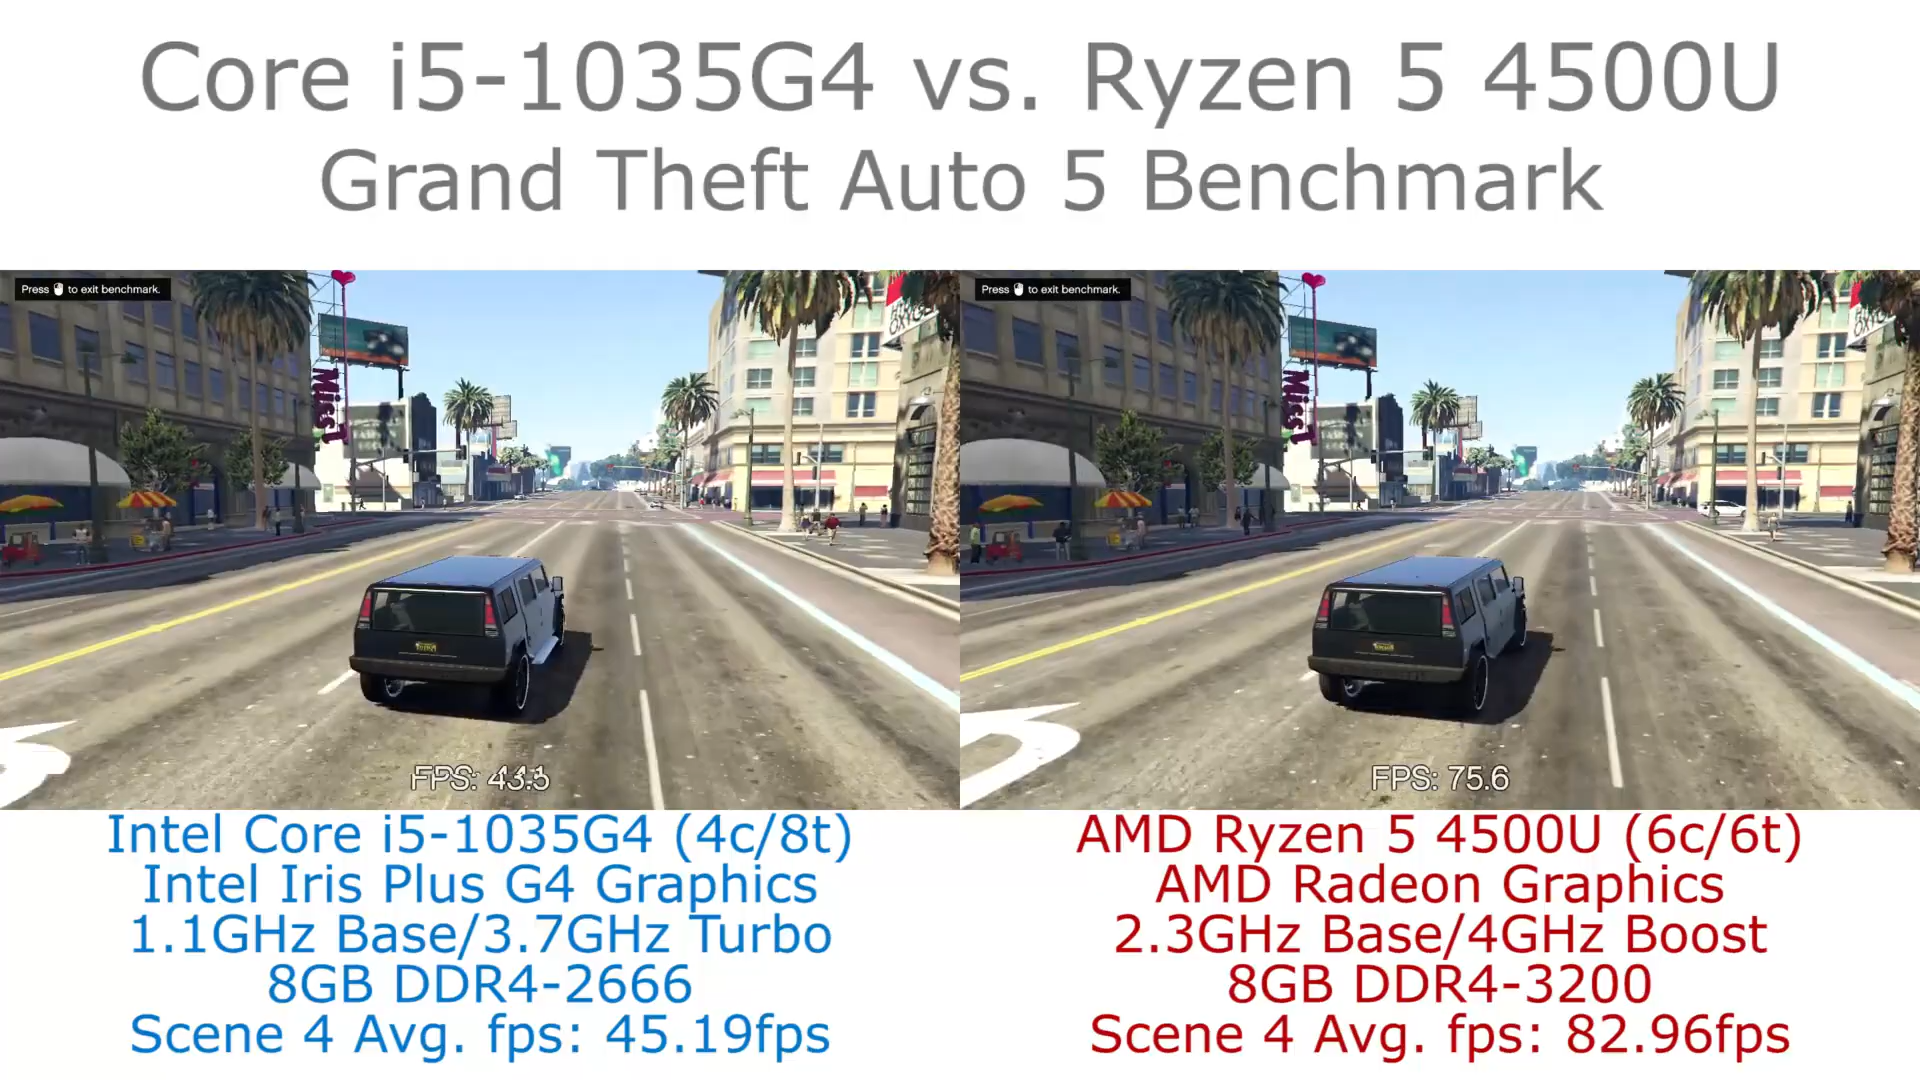 Core i5-1035G4 vs. Ryzen 5 4500U
Grand Theft Auto 5 Benchmark
Press to exit benchmark.
Press to exit benchmark.
Miss T
Miss T
FPS:
FPS: 75.6
Intel Core i5-1035G4 (4c/8t)
Intel Iris Plus G4 Graphics
1.1GHz Base/3.7GHz Turbo
8GB DDR4-2666
Scene 4 Avg. fps: 45.19fps
AMD Ryzen 5 4500U (6c/6t)
AMD Radeon Graphics
2.3GHz Base/4GHz Boost
8GB DDR4-3200
Scene 4 Avg. fps: 82.96fps